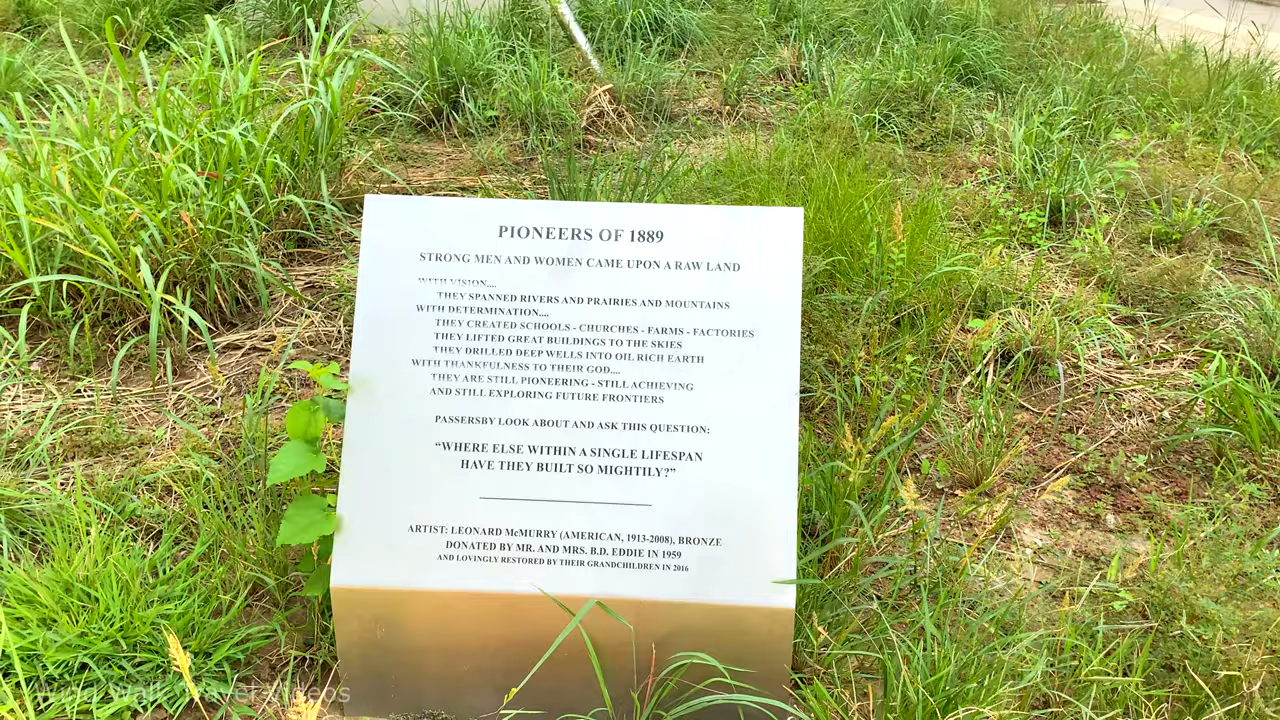 PIONEERS OF 1889
STRONG MEN AND WOMEN CAME UPON A RAW LAND
WITH VISION....
THEY SPANNED RIVERS AND PRAIRIES AND MOUNTAINS
WITH DETERMINATION....
THEY CREATED SCHOOLS - CHURCHES - FARMS - FACTORIES
THEY LIFTED GREAT BUILDINGS TO THE SKIES
THEY DRILLED DEEP WELLS INTO OIL RICH EARTH
WITH THANKFULNESS TO THEIR GOD....
THEY ARE STILL PIONEERING - STILL ACHIEVING
AND STILL EXPLORING FUTURE FRONTIERS
PASSERSBY LOOK ABOUT AND ASK THIS QUESTION:
“WHERE ELSE WITHIN A SINGLE LIFESPAN
HAVE THEY BUILT SO MIGHTILY?”
ARTIST: LEONARD McMURRY (AMERICAN, 1913-2008), BRONZE
DONATED BY MR. AND MRS. B.D. EDDIE IN 1959
AND LOVINGLY RESTORED BY THEIR GRANDCHILDREN IN 2016
Walk Travel Videos